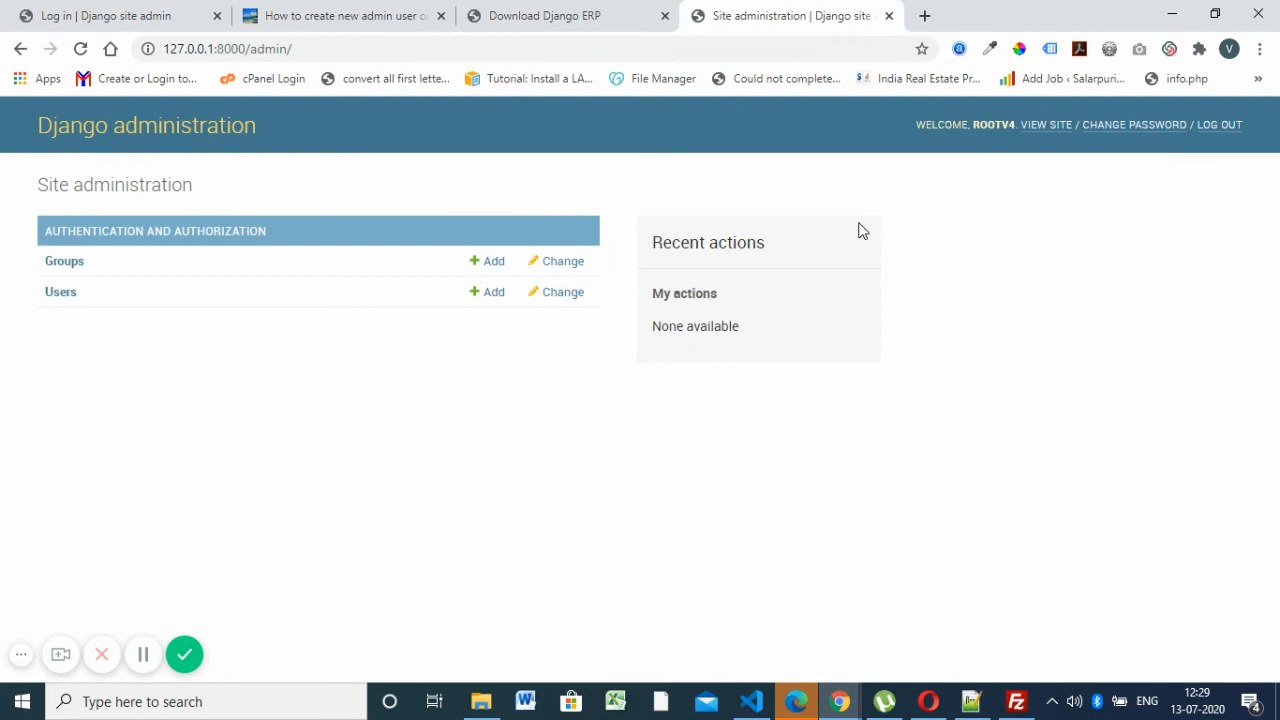 Log in | Django site admin
How to create new admin user o
Download Django ERP
Site administration | Django site
127.0.0.1:8000/admin/
V
Apps
Create or Login to...
cPanel Login
convert all first lette...
Tutorial: Install a LA...
File Manager
Could not complete...
India Real Estate Pr...
Add Job ‹ Salarpuri...
info.php
»
Django administration
WELCOME, ROOTV4. VIEW SITE / CHANGE PASSWORD / LOG OUT
Site administration
AUTHENTICATION AND AUTHORIZATION
Groups
Add
Change
Users
Add
Change
Recent actions
My actions
None available
Type here to search
ENG
12:29
13-07-2020
4